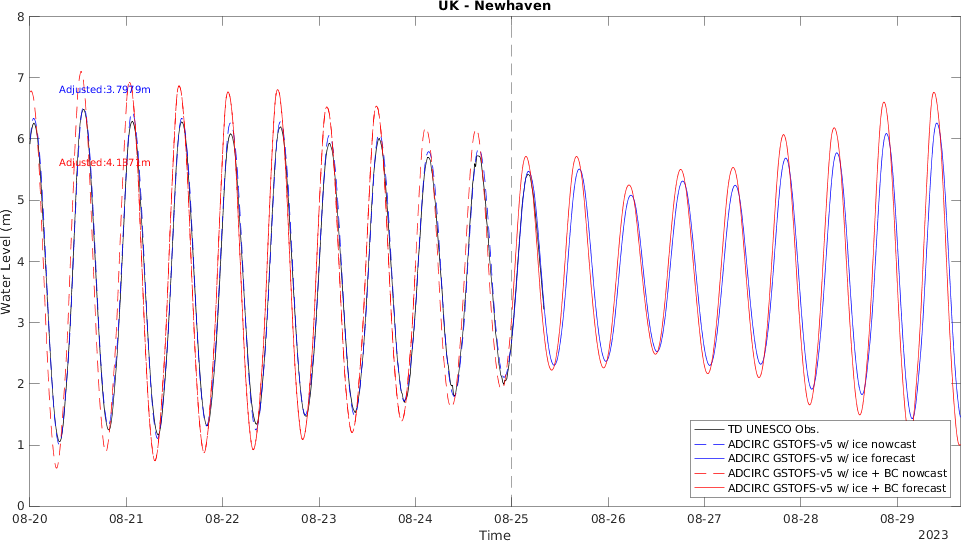 UK - Newhaven
8
7
6
5
4
3
2
1
0
Water Level (m)
Adjusted:3.7979m
Adjusted:4.1371m
TD UNESCO Obs.
ADCIRC GSTOFS-v5 w/ ice nowcast
ADCIRC GSTOFS-v5 w/ ice forecast
ADCIRC GSTOFS-v5 w/ ice + BC nowcast
ADCIRC GSTOFS-v5 w/ ice + BC forecast
08-20 08-21 08-22 08-23 08-24 08-25 08-26 08-27 08-28 08-29
Time
2023